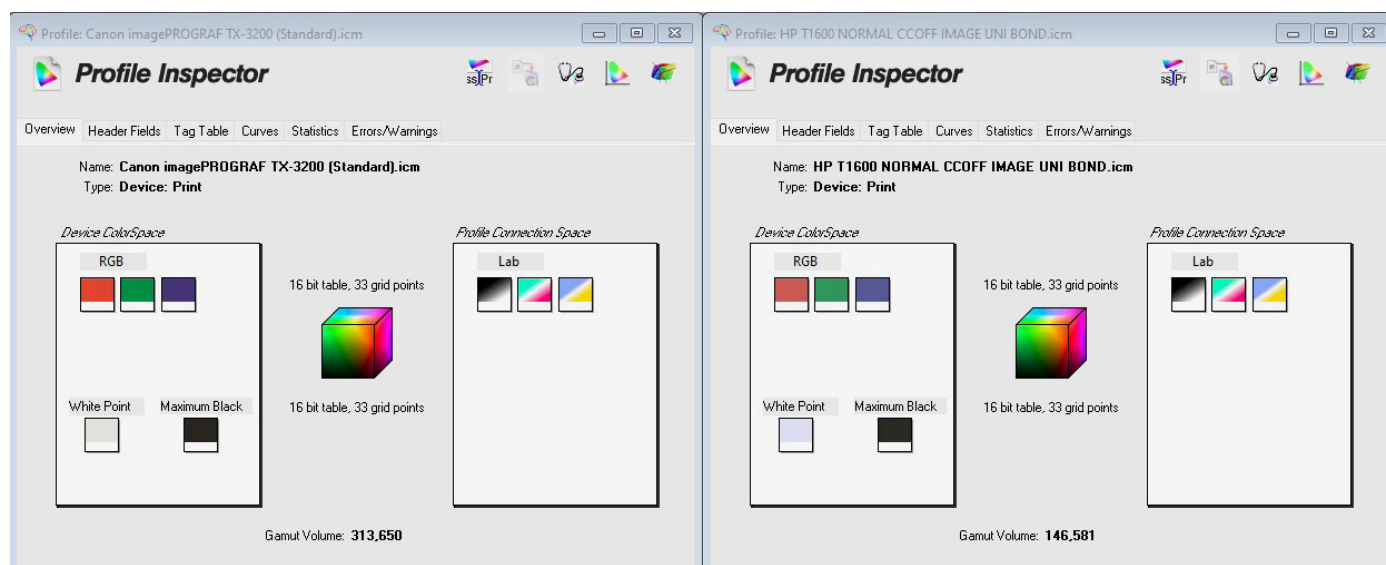 Profile: Canon imagePROGRAF TX-3200 (Standard).icm
Profile Inspector
Overview Header Fields Tag Table Curves Statistics Errors/Warnings
Name: Canon imagePROGRAF TX-3200 (Standard).icm
Type: Device: Print
Device ColorSpace
Profile Connection Space
RGB
Lab
16 bit table, 33 grid points
White Point
Maximum Black
16 bit table, 33 grid points
Gamut Volume: 313,650
Profile: HP T1600 NORMAL CCOFF IMAGE UNI BOND.icm
Profile Inspector
Overview Header Fields Tag Table Curves Statistics Errors/Warnings
Name: HP T1600 NORMAL CCOFF IMAGE UNI BOND.icm
Type: Device: Print
Device ColorSpace
Profile Connection Space
RGB
Lab
16 bit table, 33 grid points
White Point
Maximum Black
16 bit table, 33 grid points
Gamut Volume: 146,581